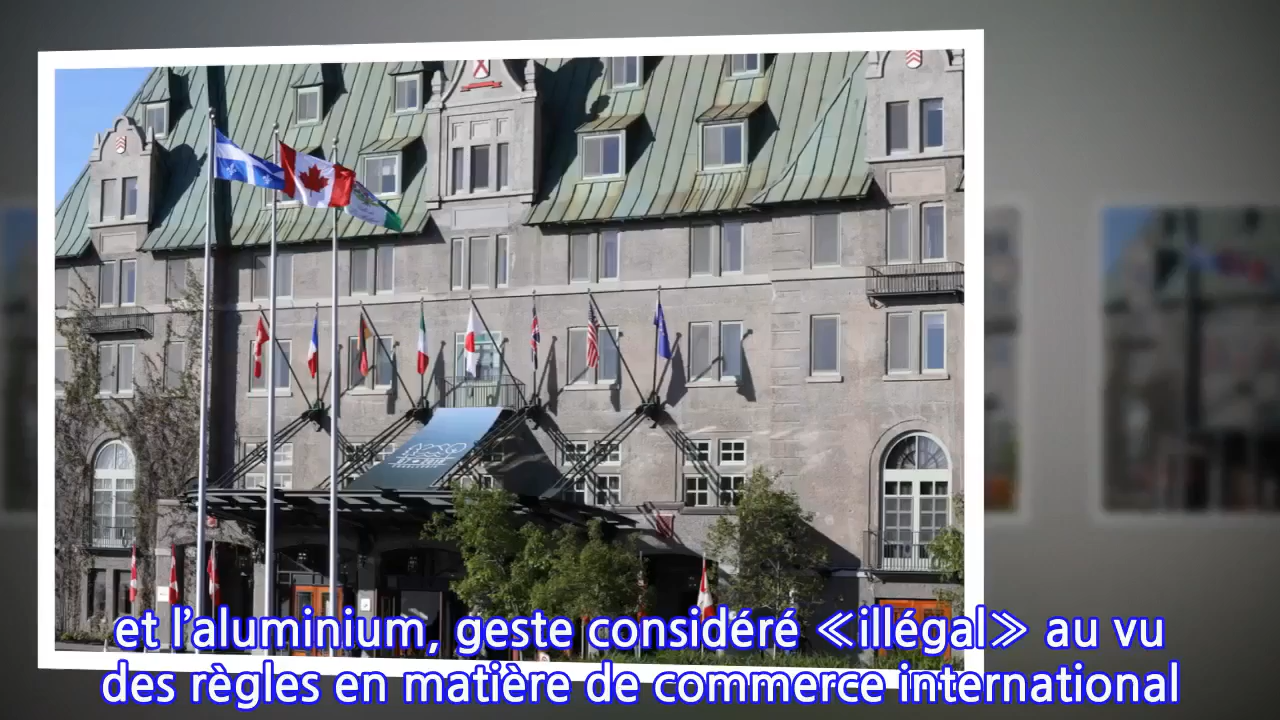 et l’aluminium, geste considéré ≪illégal≫ au vu
des règles en matière de commerce international